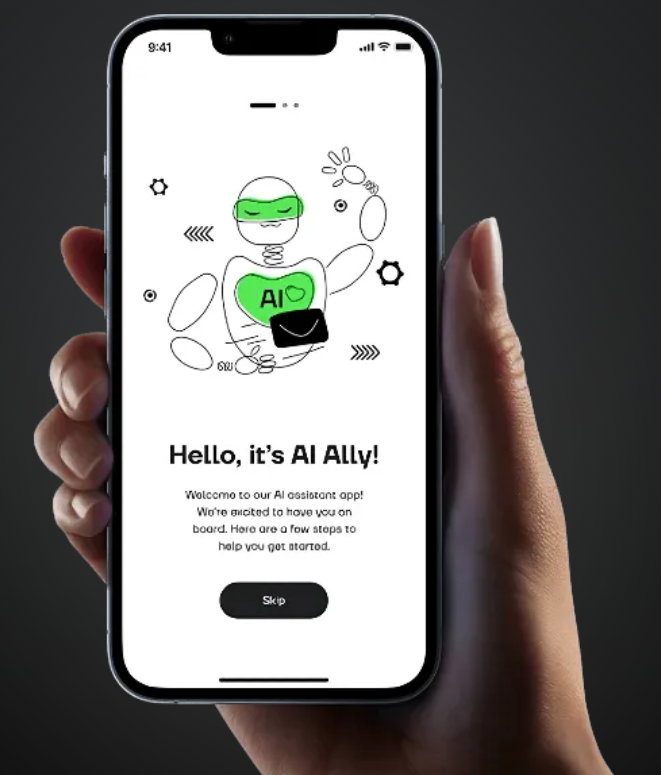 9:41
AI
Hello, it's AI Ally!
Welcome to our AI assistant app!
We're excited to have you on
board. Here are a few steps to
help you get started.
Skip